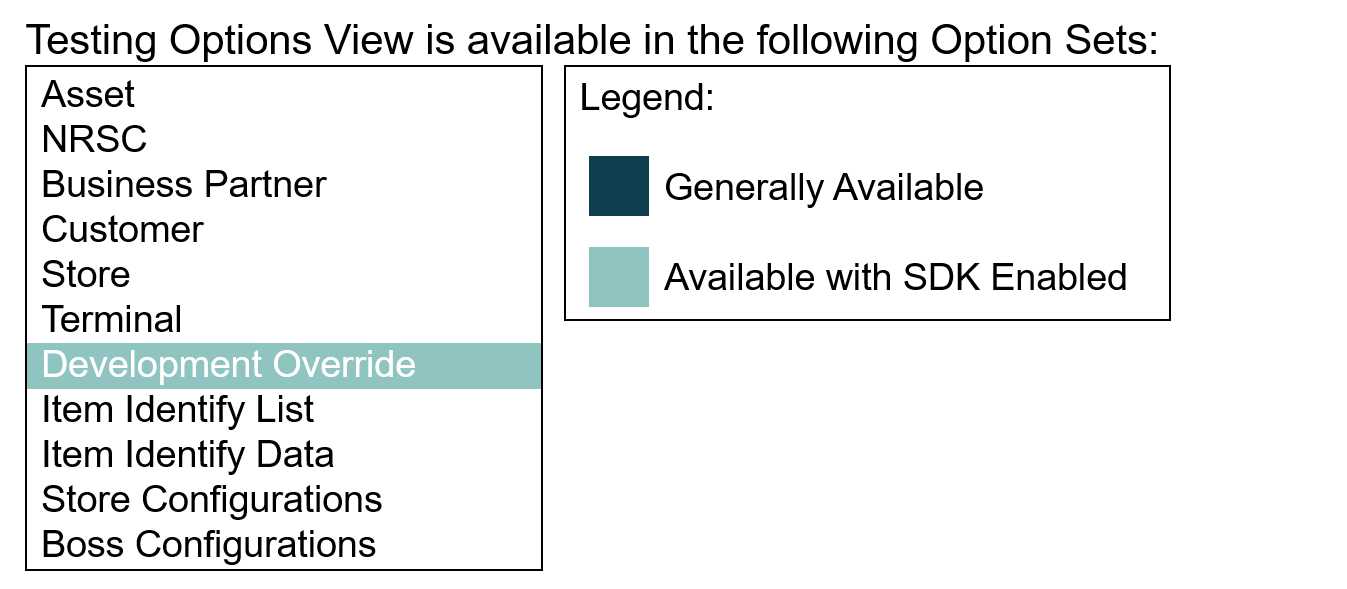 Testing Options View is available in the following Option Sets:
Asset
NRSC
Business Partner
Customer
Store
Terminal
Development Override
Item Identify List
Item Identify Data
Store Configurations
Boss Configurations
Legend:
Generally Available
Available with SDK Enabled